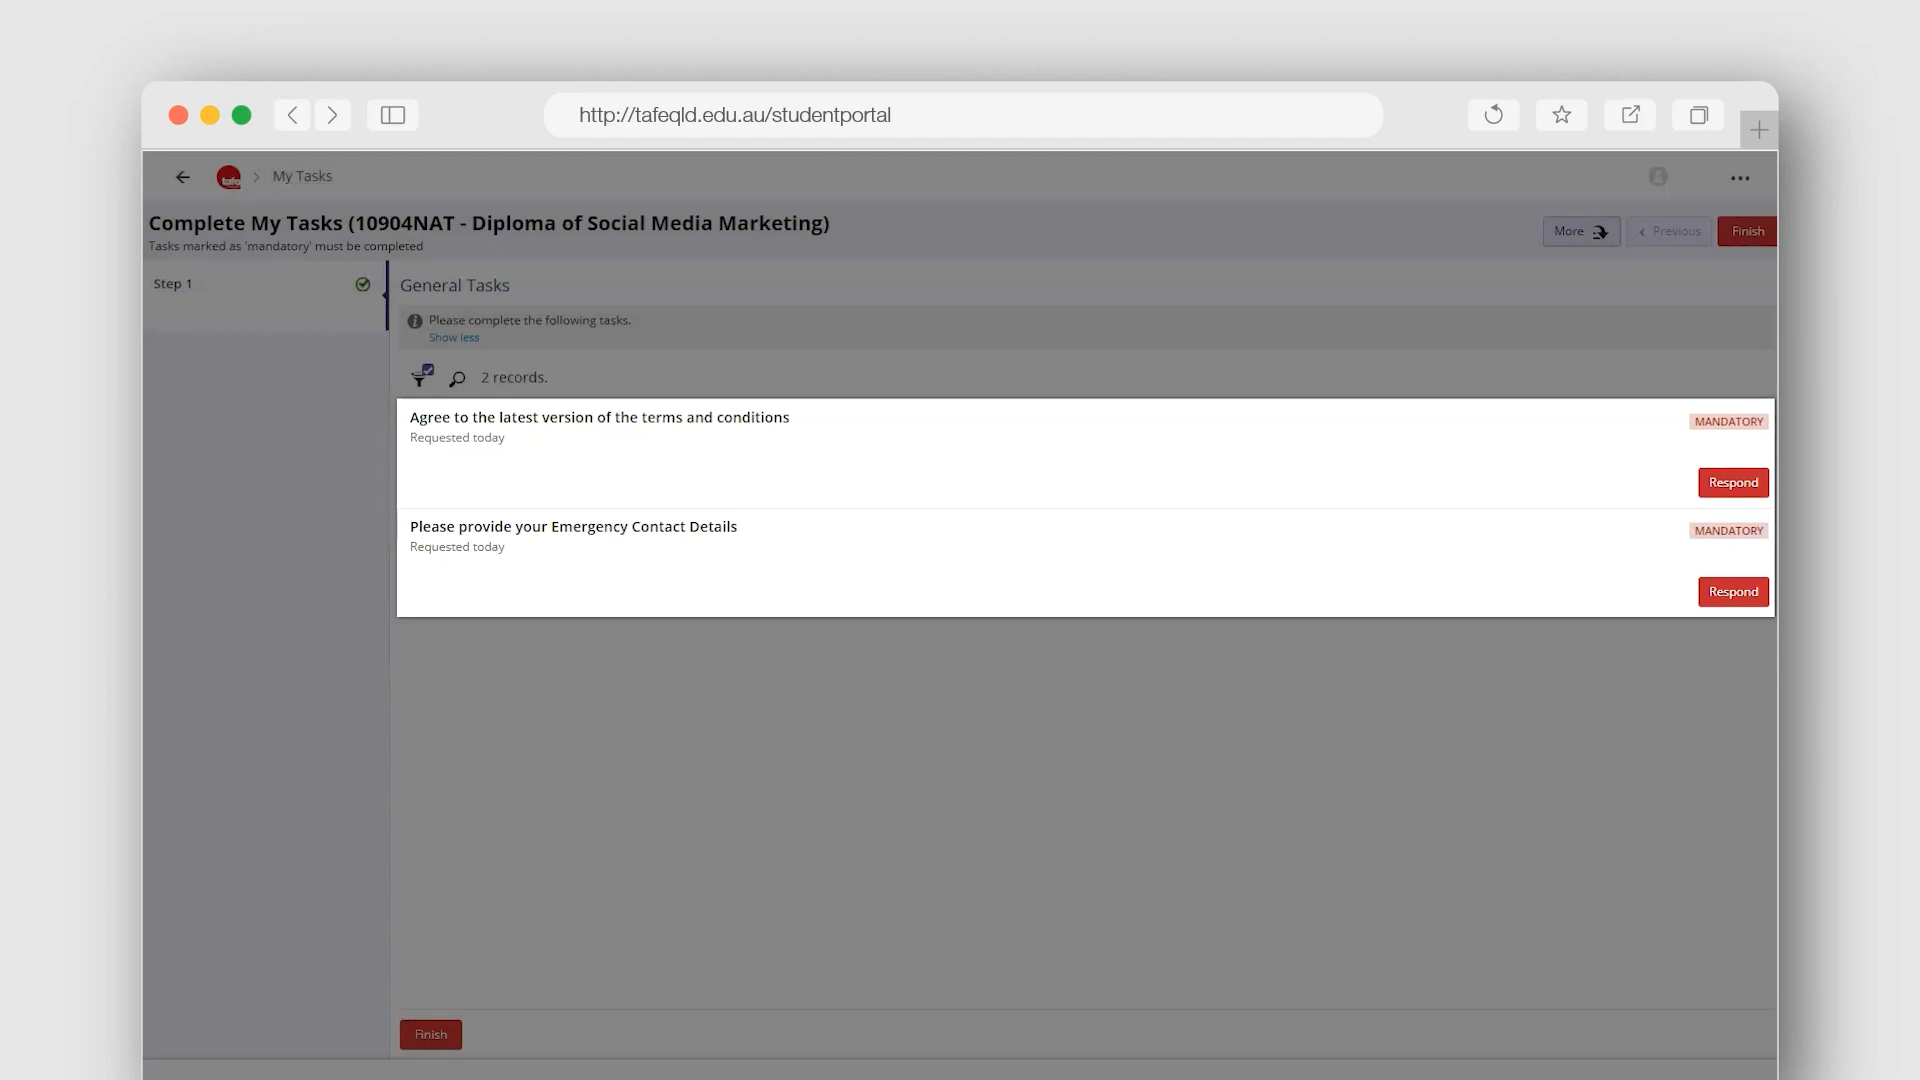 http://tafeqld.edu.au/studentportal
tafe
My Tasks
Complete My Tasks (10904NAT - Diploma of Social Media Marketing)
Tasks marked as 'mandatory' must be completed
More
Previous
Finish
Step 1
General Tasks
Please complete the following tasks.
Show less
2 records.
Agree to the latest version of the terms and conditions
MANDATORY
Requested today
Respond
Please provide your Emergency Contact Details
MANDATORY
Requested today
Respond
Finish